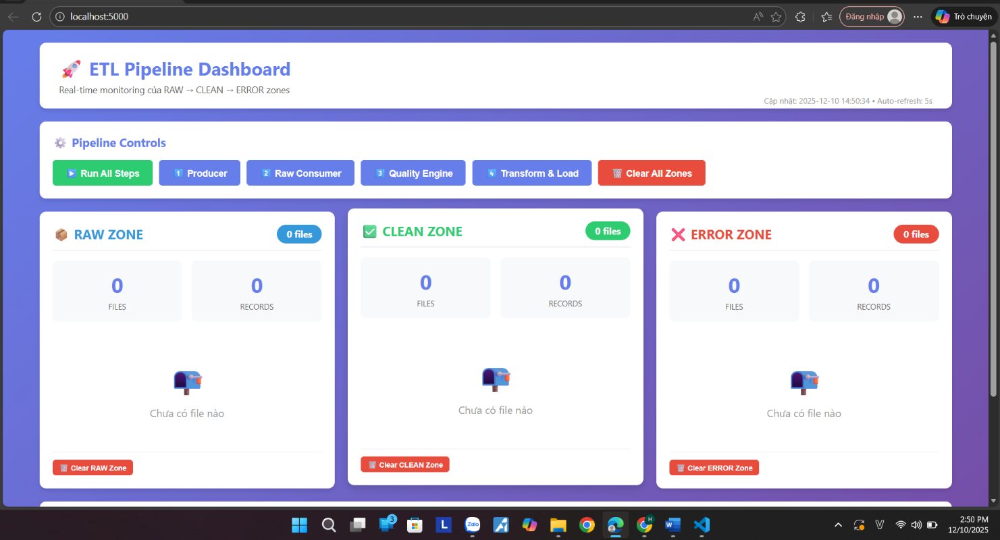 localhost:5000
Đăng nhập
Trò chuyện
🚀 ETL Pipeline Dashboard
Real-time monitoring của RAW → CLEAN → ERROR zones
Cập nhật: 2025-12-10 14:50:34 • Auto-refresh: 5s
⚙️ Pipeline Controls
▶️ Run All Steps
1️⃣ Producer
2️⃣ Raw Consumer
3️⃣ Quality Engine
4️⃣ Transform & Load
🗑️ Clear All Zones
📦 RAW ZONE
0 files
0
FILES
0
RECORDS
Chưa có file nào
🗑️ Clear RAW Zone
✅ CLEAN ZONE
0 files
0
FILES
0
RECORDS
Chưa có file nào
🗑️ Clear CLEAN Zone
❌ ERROR ZONE
0 files
0
FILES
0
RECORDS
Chưa có file nào
🗑️ Clear ERROR Zone
3
L
Zalo
H
W
V
2:50 PM
12/10/2025